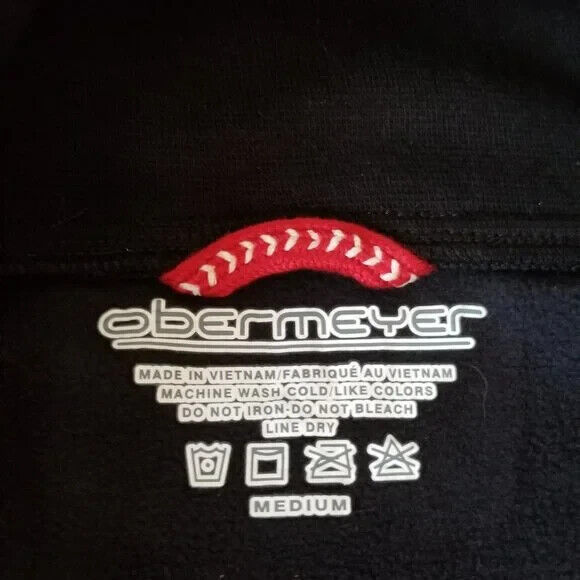 obermeyer
MADE IN VIETNAM/FABRIQUÉ AU VIETNAM
MACHINE WASH COLD/LIKE COLORS
DO NOT IRON-DO NOT BLEACH
LINE DRY
MEDIUM